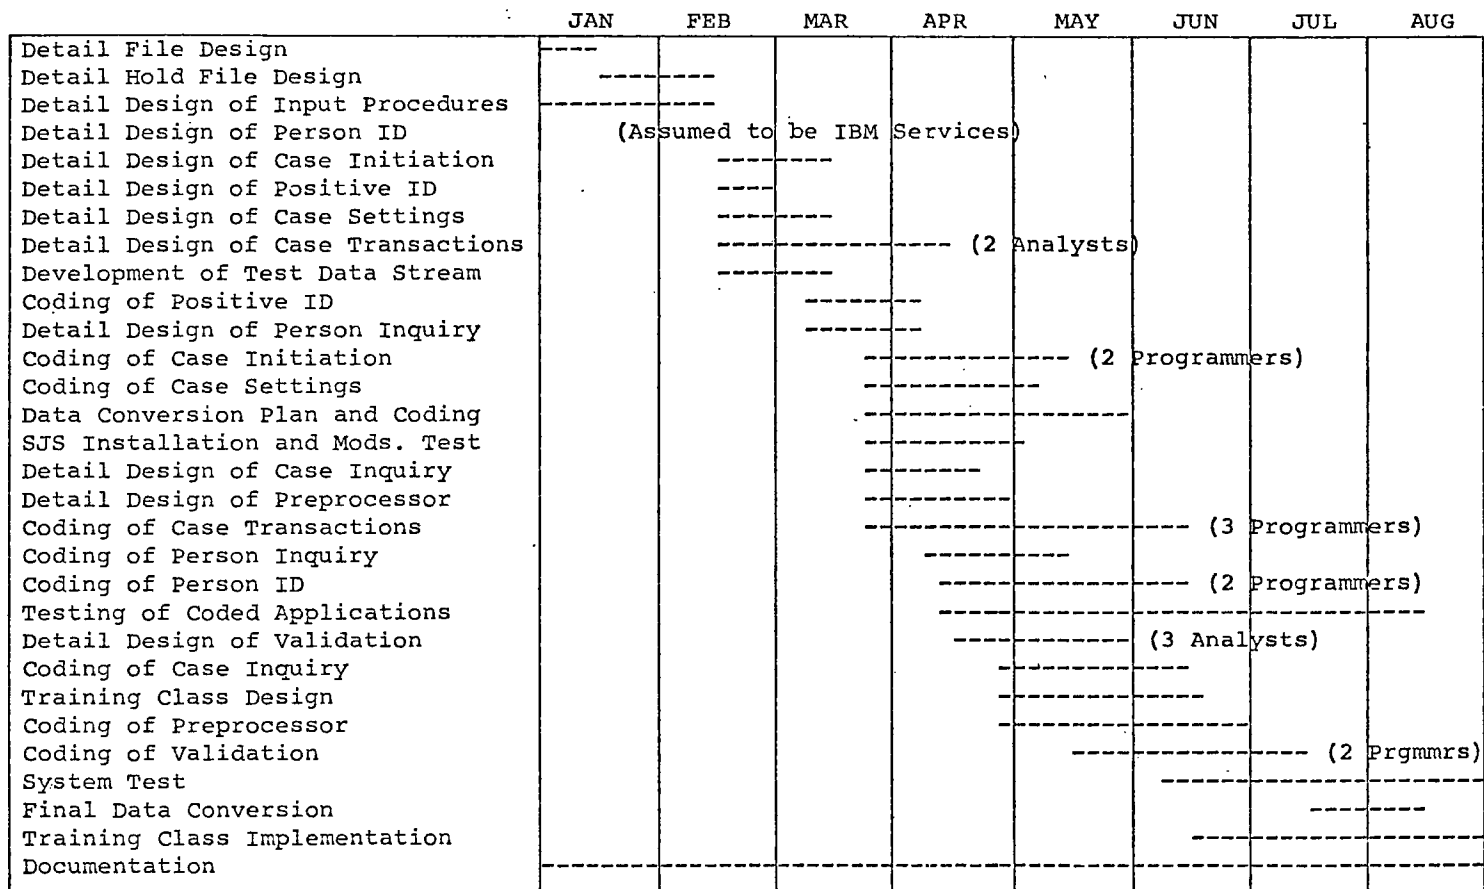 JAN FEB MAR APR MAY JUN JUL AUG
Detail File Design
Detail Hold File Design
Detail Design of Input Procedures
Detail Design of Person ID (Assumed to be IBM Services)
Detail Design of Case Initiation
Detail Design of Positive ID
Detail Design of Case Settings
Detail Design of Case Transactions (2 Analysts)
Development of Test Data Stream
Coding of Positive ID
Detail Design of Person Inquiry
Coding of Case Initiation (2 Programmers)
Coding of Case Settings
Data Conversion Plan and Coding
SJS Installation and Mods. Test
Detail Design of Case Inquiry
Detail Design of Preprocessor
Coding of Case Transactions (3 Programmers)
Coding of Person Inquiry
Coding of Person ID (2 Programmers)
Testing of Coded Applications
Detail Design of Validation (3 Analysts)
Coding of Case Inquiry
Training Class Design
Coding of Preprocessor
Coding of Validation (2 Prgmmrs)
System Test
Final Data Conversion
Training Class Implementation
Documentation